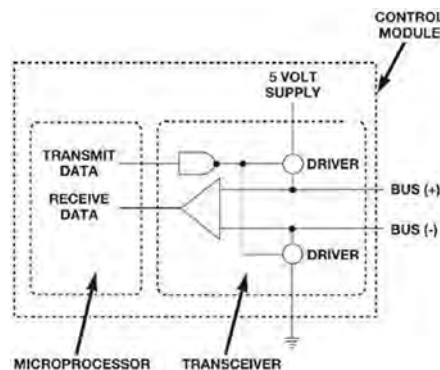 CONTROL
MODULE
5 VOLT
SUPPLY
TRANSMIT
DATA
DRIVER
RECEIVE
DATA
BUS (+)
BUS (-)
DRIVER
MICROPROCESSOR
TRANSCEIVER